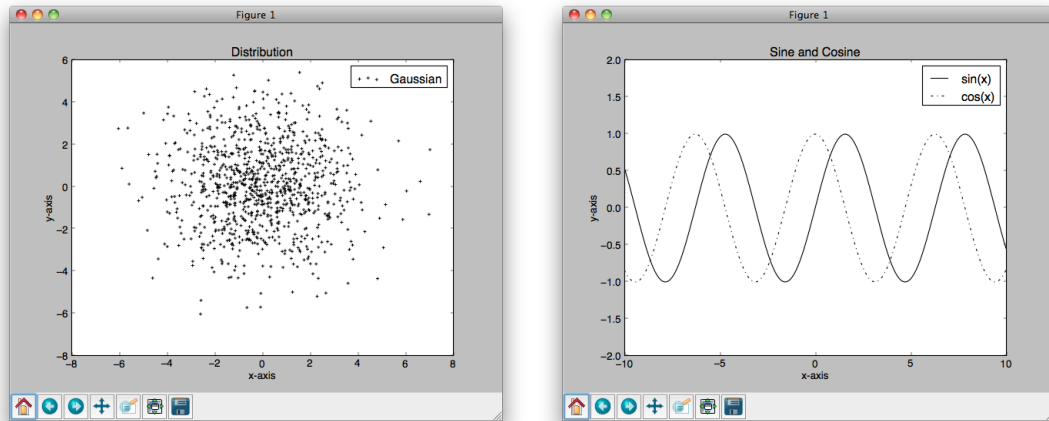 Figure 1
Distribution
6
4
2
0
−2
−4
−6
−8
−8 −6 −4 −2 0 2 4 6 8
y-axis
x-axis
Gaussian
Figure 1
Sine and Cosine
2.0
1.5
1.0
0.5
0.0
−0.5
−1.0
−1.5
−2.0
−10 −5 0 5 10
y-axis
x-axis
sin(x)
cos(x)